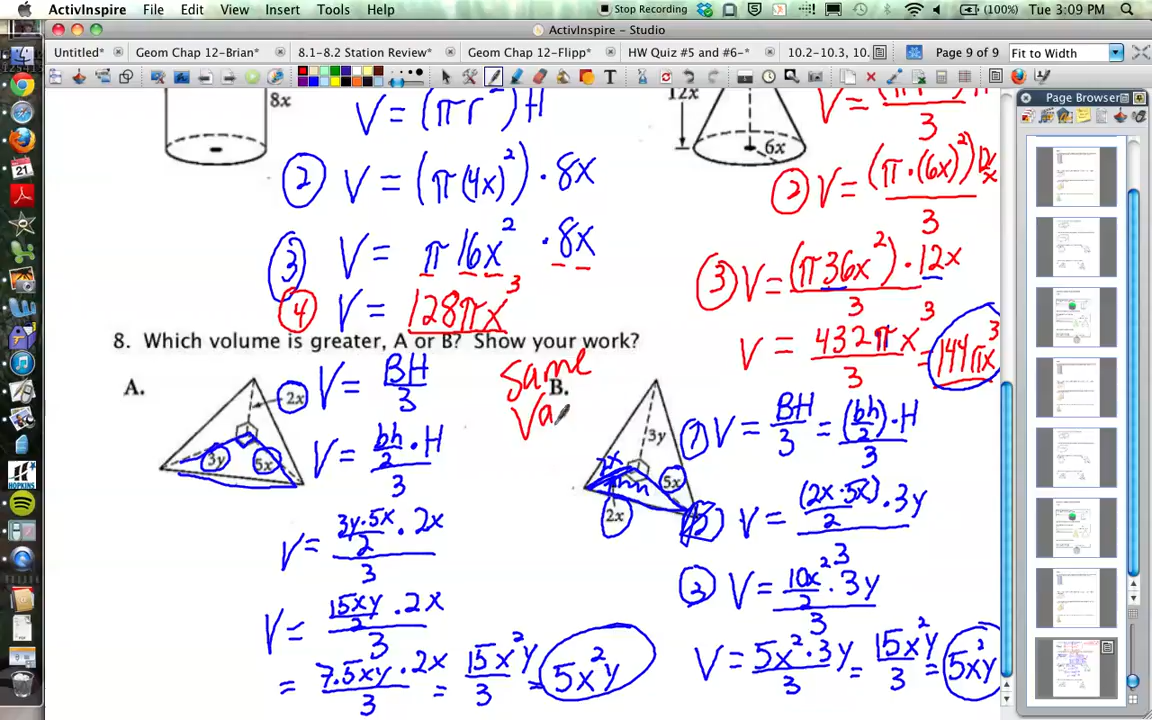 ActivInspire File Edit View Insert Tools Help
Stop Recording
(100%) Tue 3:09 PM
ActivInspire - Studio
Untitled* Geom Chap 12-Brian* 8.1-8.2 Station Review* Geom Chap 12-Flipp* HW Quiz #5 and #6-* 10.2-10.3, 10.
Page 9 of 9 Fit to Width
Page Browser
8x
V = (πr²)H
② V = (π(4x)²) · 8x
③ V = π16x² · 8x
④ V = 128πx³
12x
6x
3
② V = (π·(6x)²)12x / 3
③ V = (π36x²)·12x / 3
V = 432πx³ / 3 = 144πx³
8. Which volume is greater, A or B? Show your work?
same
A.
2x
3y
5x
V = BH / 3
V = bh/2 · H / 3
V = 3y·5x/2 · 2x / 3
V = 15xy/2 · 2x / 3
= 7.5xy · 2x / 3 = 15x²y / 3 = 5x²y
B.
3y
2x
5x
2x
① V = BH / 3 = (bh/2)·H / 3
② V = (2x·5x)/2 · 3y / 3
③ V = 10x²/2 · 3y / 3
V = 5x²·3y / 3 = 15x²y / 3 = 5x²y